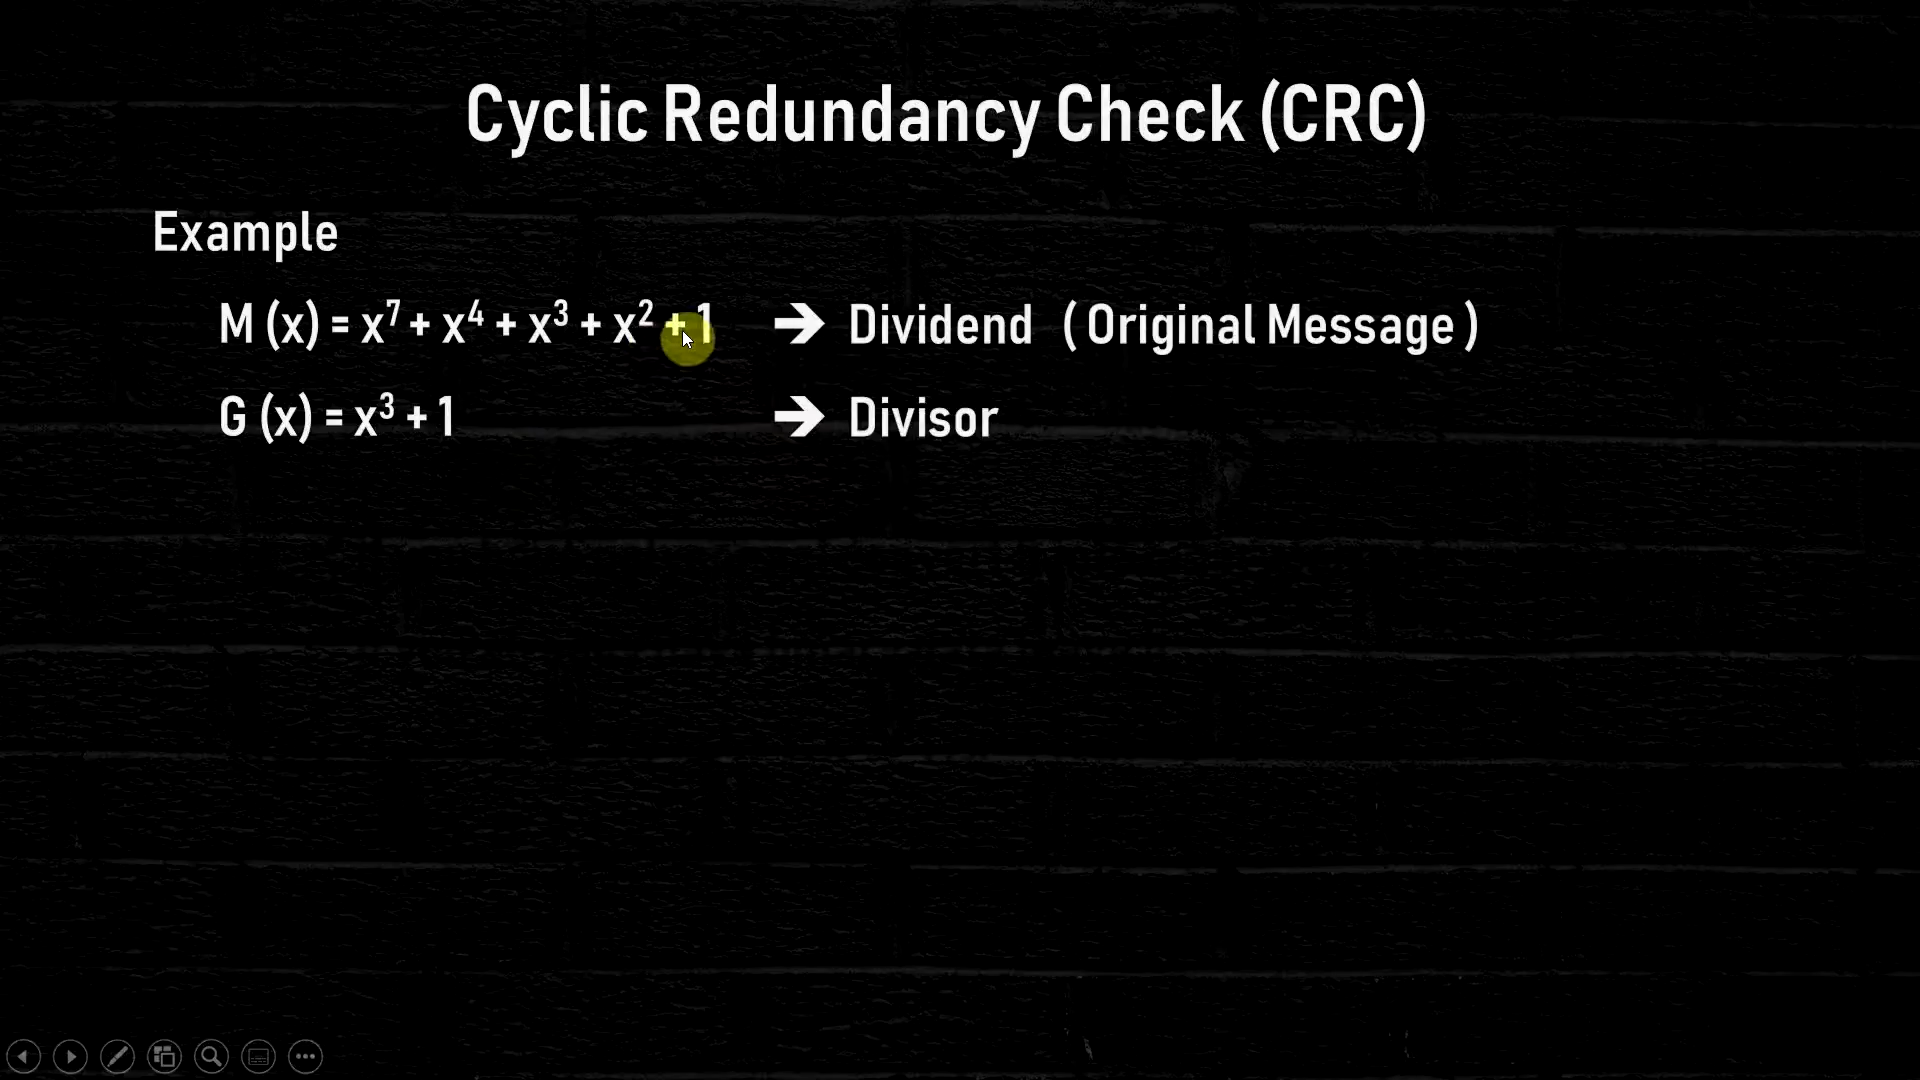 Cyclic Redundancy Check (CRC)
Example
M (x) = x⁷ + x⁴ + x³ + x² + 1 ➔ Dividend ( Original Message )
G (x) = x³ + 1 ➔ Divisor